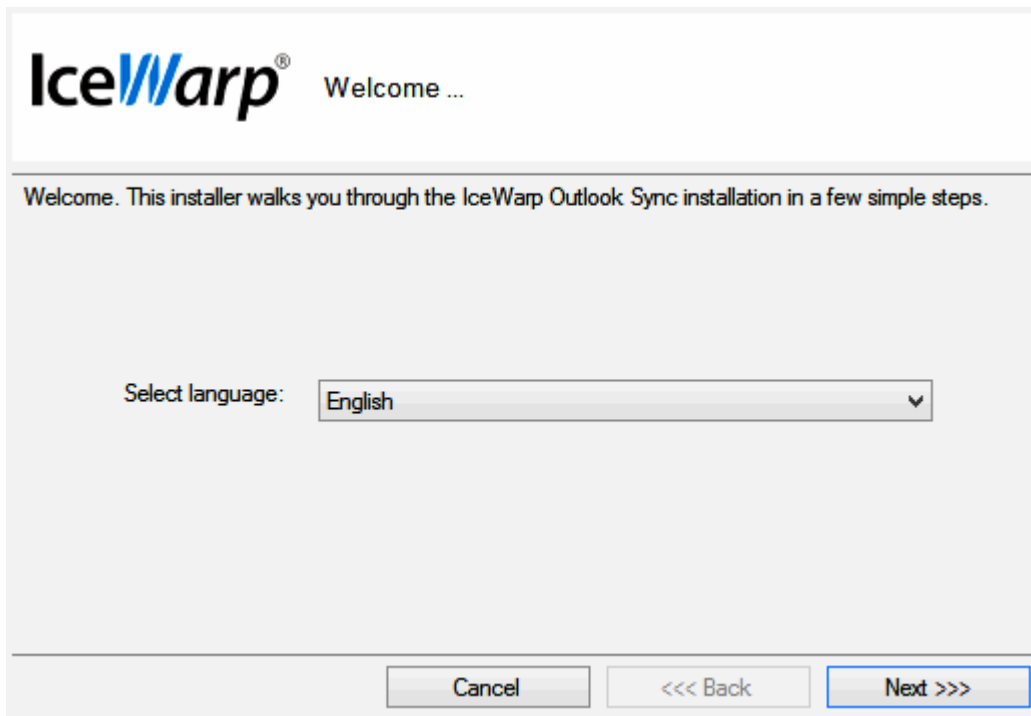 IceWarp® Welcome ...
Welcome. This installer walks you through the IceWarp Outlook Sync installation in a few simple steps.
Select language: English
Cancel <<< Back Next >>>